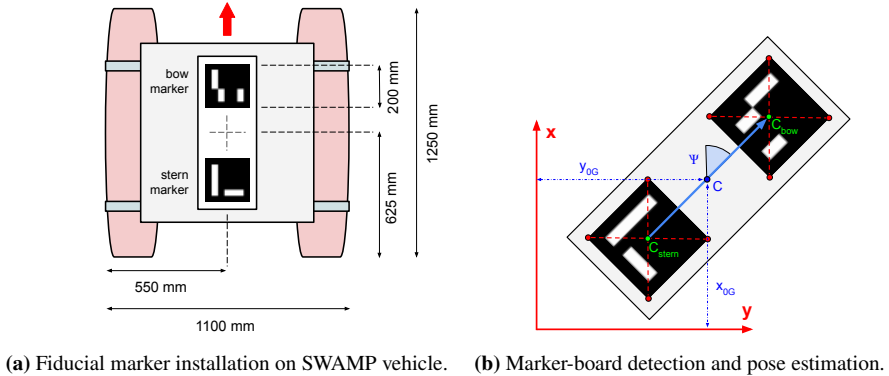 bow
marker
stern
marker
200 mm
625 mm
1250 mm
550 mm
1100 mm
x
y
y0G
x0G
Ψ
C
Cbow
Cstern
(a) Fiducial marker installation on SWAMP vehicle.
(b) Marker-board detection and pose estimation.